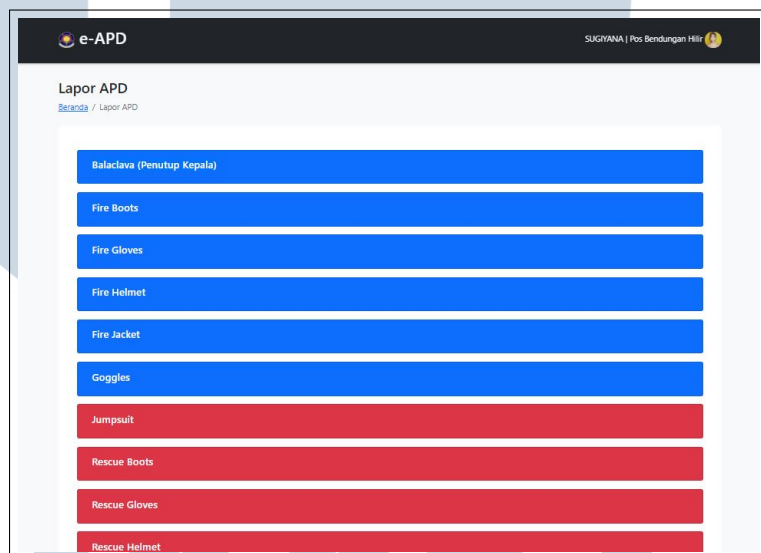 e-APD
SUGIYANA | Pos Bendungan Hilir
Lapor APD
Beranda / Lapor APD
Balaclava (Penutup Kepala)
Fire Boots
Fire Gloves
Fire Helmet
Fire Jacket
Goggles
Jumpsuit
Rescue Boots
Rescue Gloves
Rescue Helmet